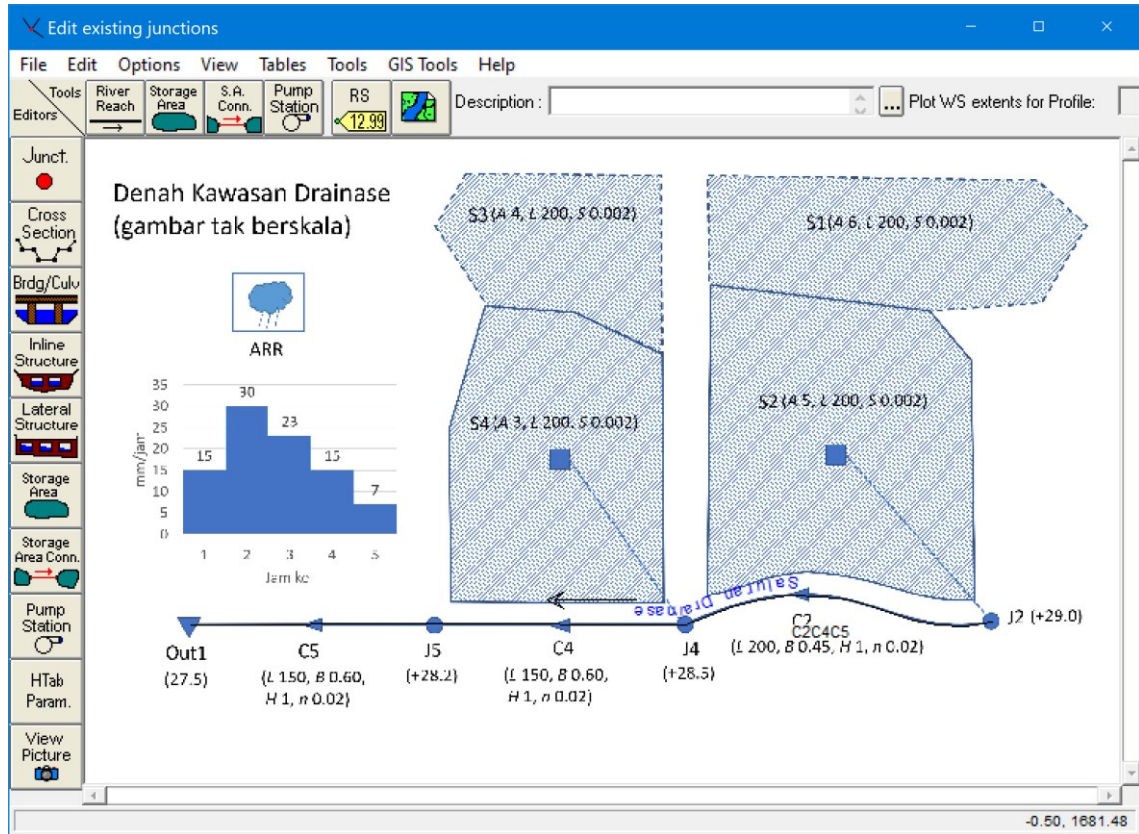 Edit existing junctions
File Edit Options View Tables Tools GIS Tools Help
Tools
Editors
River
Reach
Storage
Area
S.A.
Conn.
Pump
Station
RS
12.99
Description :
...
Plot WS extents for Profile:
Junct.
Cross
Section
Brdg/Culv
Inline
Structure
Lateral
Structure
Storage
Area
Storage
Area Conn.
Pump
Station
HTab
Param.
View
Picture
Denah Kawasan Drainase
(gambar tak berskala)
ARR
35
30
25
20
15
10
5
0
mm/jam
15
30
23
15
7
1 2 3 4 5
Jam ke
S3 (A 4, L 200, S 0.002)
S1 (A 6, L 200, S 0.002)
S4 (A 3, L 200, S 0.002)
S2 (A 5, L 200, S 0.002)
Saluran Drainase
Out1
(27.5)
C5
(L 150, B 0.60,
H 1, n 0.02)
J5
(+28.2)
C4
(L 150, B 0.60,
H 1, n 0.02)
J4
(+28.5)
C2
C2C4C5
(L 200, B 0.45, H 1, n 0.02)
J2 (+29.0)
-0.50, 1681.48